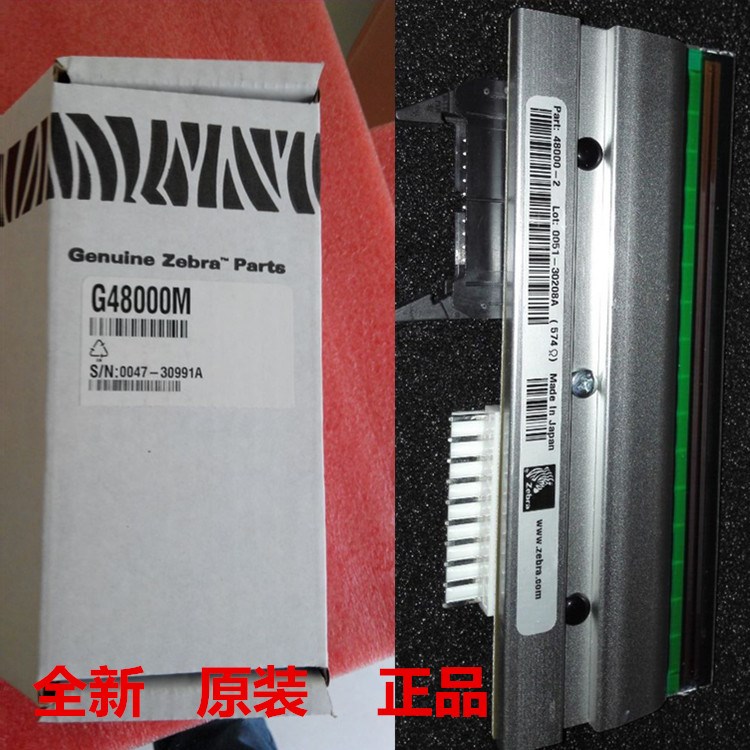 Genuine Zebra™ Parts
G48000M
S/N:0047-30991A
Part: 48000-2 Lot: 0051-30208A (574Ω) Made In Japan
Zebra
www.zebra.com
全新 原装 正品